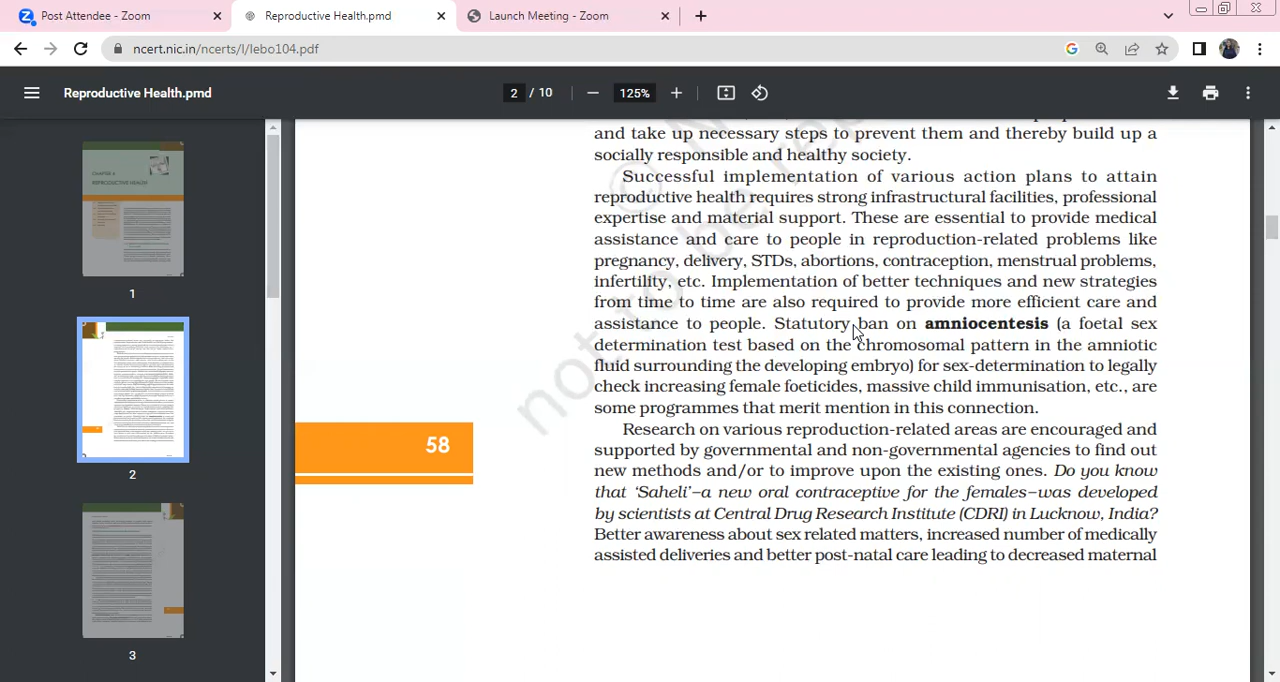 Post Attendee - Zoom
Reproductive Health.pmd
Launch Meeting - Zoom
ncert.nic.in/ncerts/l/lebo104.pdf
Reproductive Health.pmd
2 / 10
125%
1
2
3
and take up necessary steps to prevent them and thereby build up a
socially responsible and healthy society.
Successful implementation of various action plans to attain
reproductive health requires strong infrastructural facilities, professional
expertise and material support. These are essential to provide medical
assistance and care to people in reproduction-related problems like
pregnancy, delivery, STDs, abortions, contraception, menstrual problems,
infertility, etc. Implementation of better techniques and new strategies
from time to time are also required to provide more efficient care and
assistance to people. Statutory ban on amniocentesis (a foetal sex
determination test based on the chromosomal pattern in the amniotic
fluid surrounding the developing embryo) for sex-determination to legally
check increasing female foeticides, massive child immunisation, etc., are
some programmes that merit mention in this connection.
58
Research on various reproduction-related areas are encouraged and
supported by governmental and non-governmental agencies to find out
new methods and/or to improve upon the existing ones. Do you know
that 'Saheli'–a new oral contraceptive for the females–was developed
by scientists at Central Drug Research Institute (CDRI) in Lucknow, India?
Better awareness about sex related matters, increased number of medically
assisted deliveries and better post-natal care leading to decreased maternal
not to be re